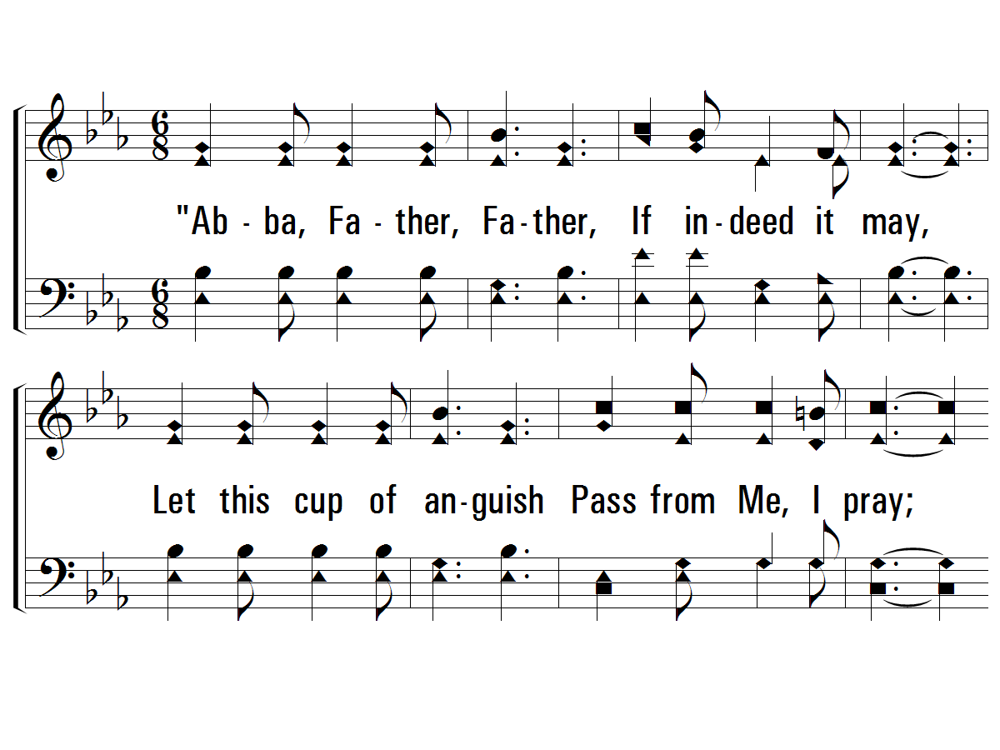 "Ab - ba, Fa - ther, Fa - ther, If in - deed it may,
Let this cup of an - guish Pass from Me, I pray;